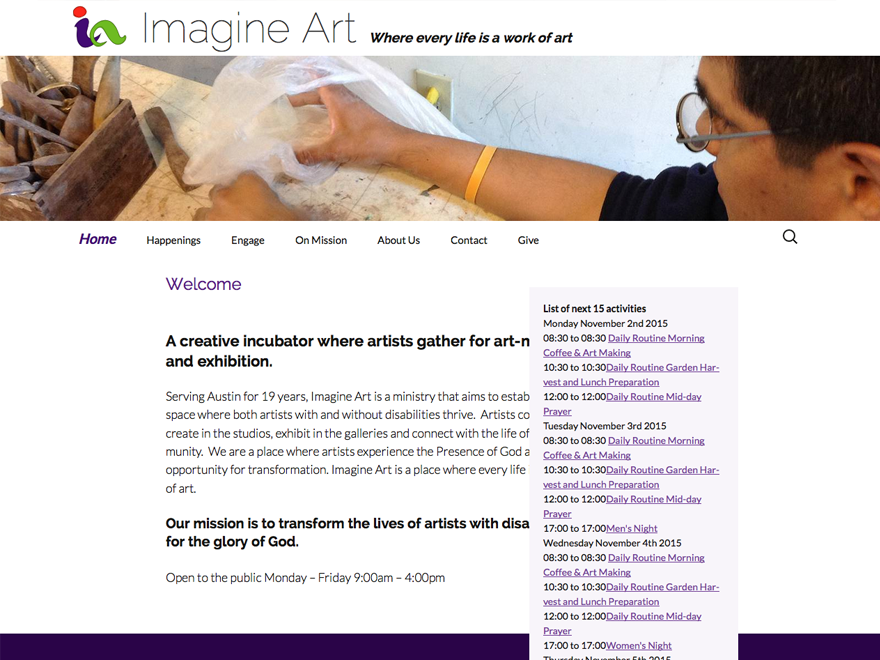 ia Imagine Art Where every life is a work of art
Home Happenings Engage On Mission About Us Contact Give
Welcome
A creative incubator where artists gather for art-m
and exhibition.
Serving Austin for 19 years, Imagine Art is a ministry that aims to estab
space where both artists with and without disabilities thrive. Artists co
create in the studios, exhibit in the galleries and connect with the life of
munity. We are a place where artists experience the Presence of God a
opportunity for transformation. Imagine Art is a place where every life
of art.
Our mission is to transform the lives of artists with disa
for the glory of God.
Open to the public Monday – Friday 9:00am – 4:00pm
List of next 15 activities
Monday November 2nd 2015
08:30 to 08:30 Daily Routine Morning
Coffee & Art Making
10:30 to 10:30Daily Routine Garden Har-
vest and Lunch Preparation
12:00 to 12:00Daily Routine Mid-day
Prayer
Tuesday November 3rd 2015
08:30 to 08:30 Daily Routine Morning
Coffee & Art Making
10:30 to 10:30Daily Routine Garden Har-
vest and Lunch Preparation
12:00 to 12:00Daily Routine Mid-day
Prayer
17:00 to 17:00Men's Night
Wednesday November 4th 2015
08:30 to 08:30 Daily Routine Morning
Coffee & Art Making
10:30 to 10:30Daily Routine Garden Har-
vest and Lunch Preparation
12:00 to 12:00Daily Routine Mid-day
Prayer
17:00 to 17:00Women's Night
Thursday November 5th 2015